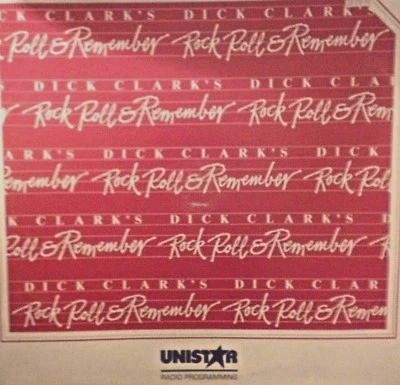 CK CLARK'S DICK CLARK'S
k Roll & Remember Rock Roll & Remember
S DICK CLARK'S DICK CLARK'S
Rock Roll & Remember Rock Roll & Remem
ARK'S DICK CLARK'S DICK CLARK'S
Remember Rock Roll & Remember Rock Roll &
K CLARK'S DICK CLARK'S D
Roll & Remember Rock Roll & Remember R
DICK CLARK'S DICK CLAR
Rock Roll & Remember Rock Roll & Remember
UNISTAR
RADIO PROGRAMMING